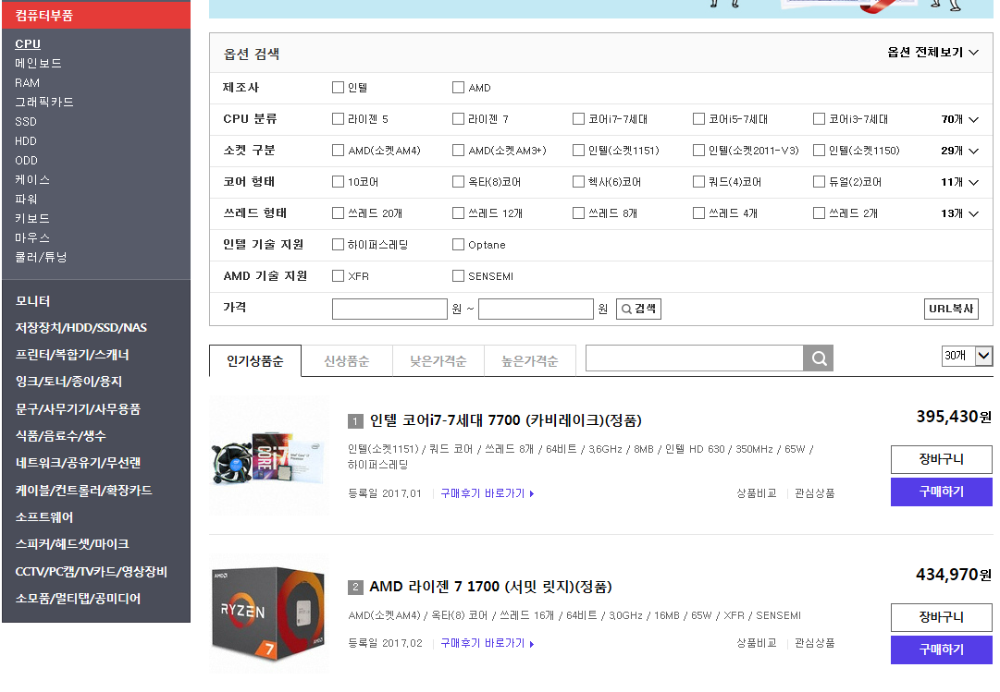 컴퓨터부품
CPU
메인보드
RAM
그래픽카드
SSD
HDD
ODD
케이스
파워
키보드
마우스
쿨러/튜닝
모니터
저장장치/HDD/SSD/NAS
프린터/복합기/스캐너
잉크/토너/종이/용지
문구/사무기기/사무용품
식품/음료수/생수
네트워크/공유기/무선랜
케이블/컨트롤러/확장카드
소프트웨어
스피커/헤드셋/마이크
CCTV/PC캠/TV카드/영상장비
소모품/멀티탭/공미디어
옵션 검색 옵션 전체보기
제조사 인텔 AMD
CPU 분류 라이젠 5 라이젠 7 코어i7-7세대 코어i5-7세대 코어i3-7세대 70개
소켓 구분 AMD(소켓AM4) AMD(소켓AM3+) 인텔(소켓1151) 인텔(소켓2011-V3) 인텔(소켓1150) 29개
코어 형태 10코어 옥타(8)코어 헥사(6)코어 쿼드(4)코어 듀얼(2)코어 11개
쓰레드 형태 쓰레드 20개 쓰레드 12개 쓰레드 8개 쓰레드 4개 쓰레드 2개 13개
인텔 기술 지원 하이퍼스레딩 Optane
AMD 기술 지원 XFR SENSEMI
가격 원 ~ 원 검색 URL복사
인기상품순 신상품순 낮은가격순 높은가격순 30개
1 인텔 코어i7-7세대 7700 (카비레이크)(정품) 395,430원
인텔(소켓1151) / 쿼드 코어 / 쓰레드 8개 / 64비트 / 3.6GHz / 8MB / 인텔 HD 630 / 350MHz / 65W /
하이퍼스레딩
장바구니
등록일 2017.01 구매후기 바로가기 상품비교 관심상품
구매하기
CORE i7
2 AMD 라이젠 7 1700 (서밋 릿지)(정품) 434,970원
AMD(소켓AM4) / 옥타(8) 코어 / 쓰레드 16개 / 64비트 / 3.0GHz / 16MB / 65W / XFR / SENSEMI
장바구니
등록일 2017.02 구매후기 바로가기 상품비교 관심상품
구매하기
AMD
RYZEN
7